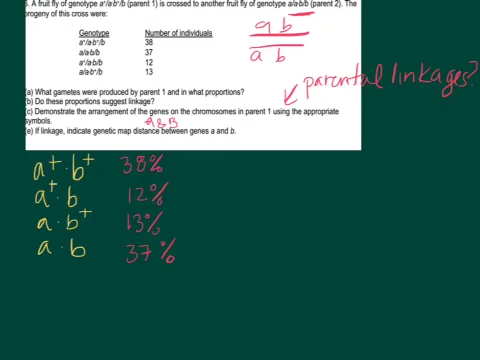 6. A fruit fly of genotype a⁺/a·b⁺/b (parent 1) is crossed to another fruit fly of genotype a/a·b/b (parent 2). The
progeny of this cross were:
Genotype Number of individuals
a⁺/a·b⁺/b 38
a/a·b/b 37
a⁺/a·b/b 12
a/a·b⁺/b 13
(a) What gametes were produced by parent 1 and in what proportions?
(b) Do these proportions suggest linkage?
(c) Demonstrate the arrangement of the genes on the chromosomes in parent 1 using the appropriate
symbols.
(e) If linkage, indicate genetic map distance between genes a and b.
a b
a b
parental linkages?
A & B
a⁺ · b⁺ 38%
a⁺ · b 12%
a · b⁺ 13%
a · b 37%